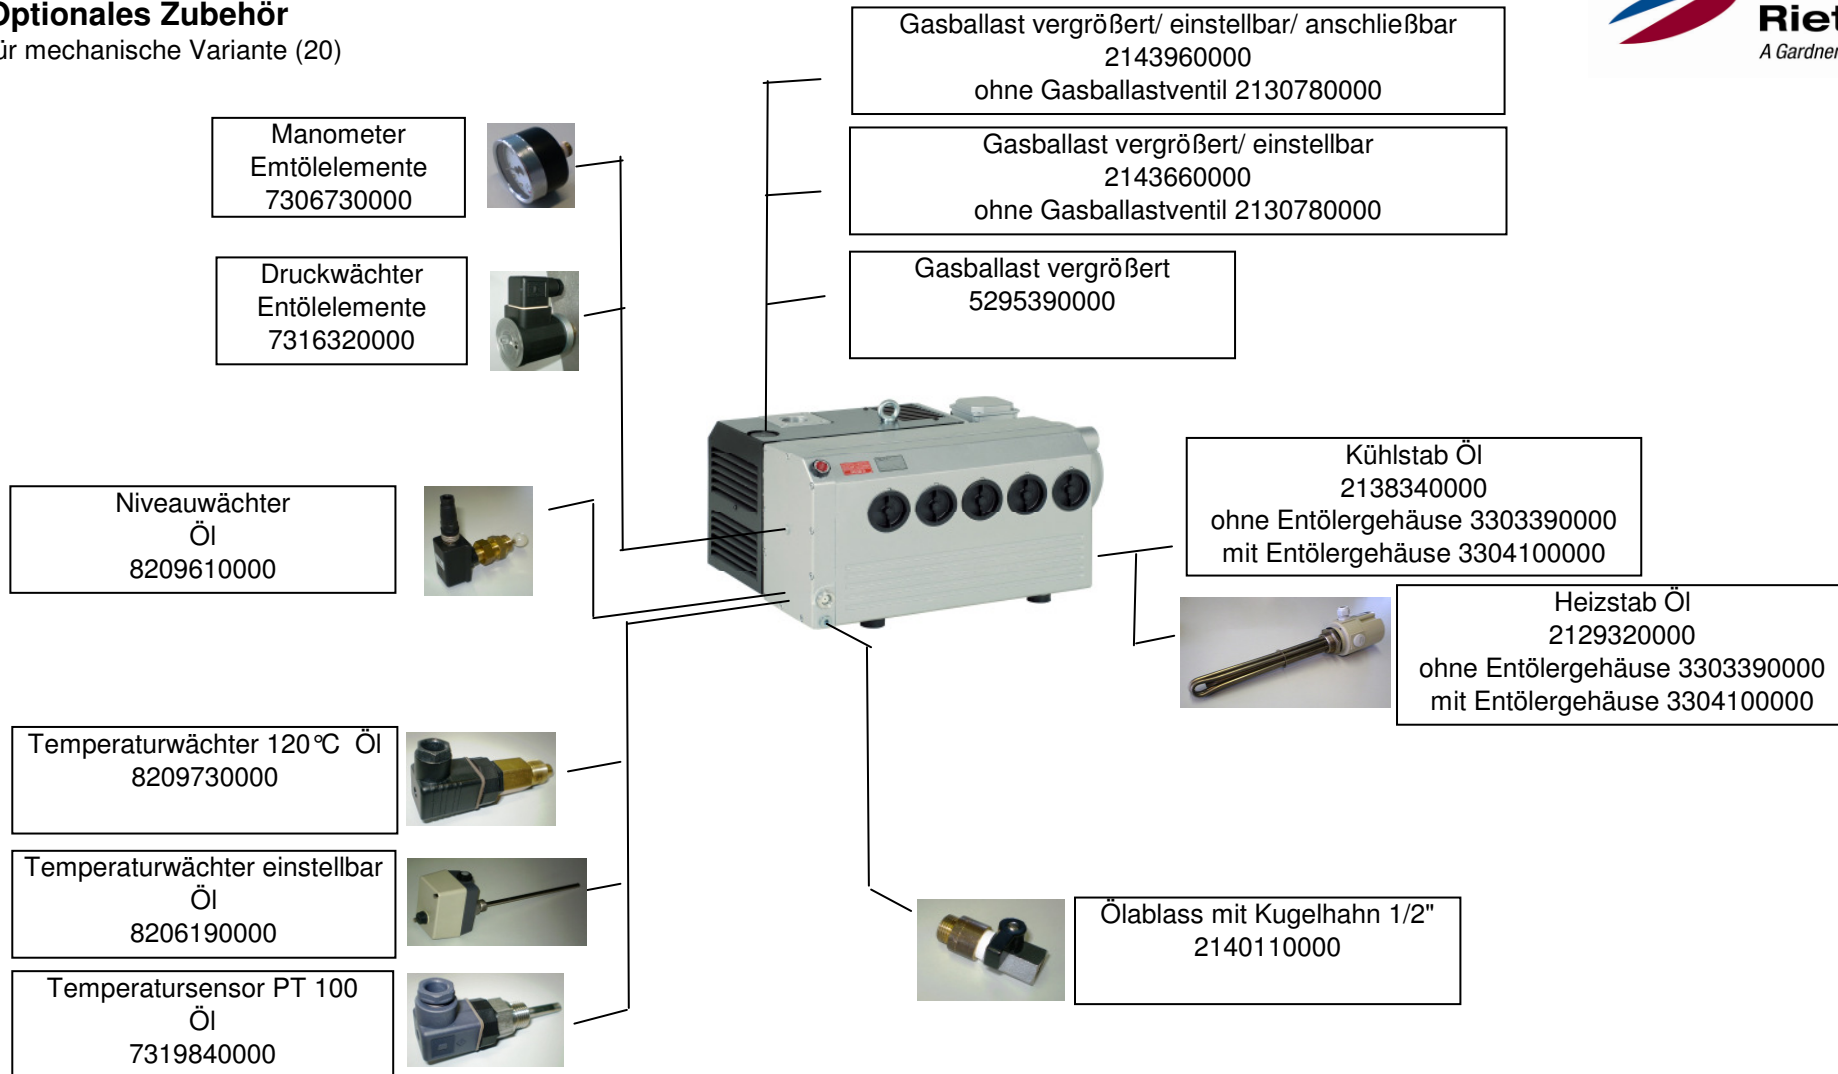 Optionales Zubehör
für mechanische Variante (20)
Riet
A Gardner
Gasballast vergrößert/ einstellbar/ anschließbar
2143960000
ohne Gasballastventil 2130780000
Manometer
Emtölelemente
7306730000
Gasballast vergrößert/ einstellbar
2143660000
ohne Gasballastventil 2130780000
Druckwächter
Entölelemente
7316320000
Gasballast vergrößert
5295390000
Niveauwächter
Öl
8209610000
Kühlstab Öl
2138340000
ohne Entölergehäuse 3303390000
mit Entölergehäuse 3304100000
Heizstab Öl
2129320000
ohne Entölergehäuse 3303390000
mit Entölergehäuse 3304100000
Temperaturwächter 120°C Öl
8209730000
Temperaturwächter einstellbar
Öl
8206190000
Ölablass mit Kugelhahn 1/2"
2140110000
Temperatursensor PT 100
Öl
7319840000